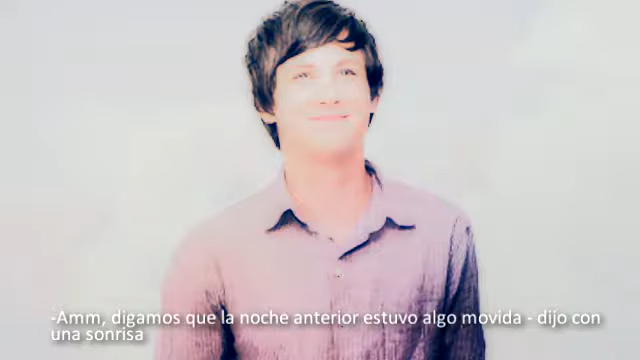 -Amm, digamos que la noche anterior estuvo algo movida - dijo con
una sonrisa